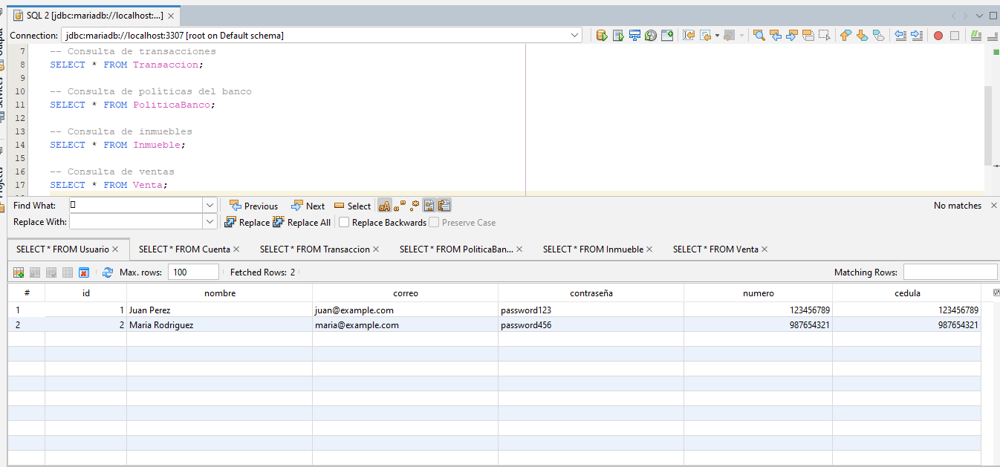 SQL 2 [jdbc:mariadb://localhost:...]
Connection: jdbc:mariadb://localhost:3307 [root on Default schema]
7 -- Consulta de transacciones
8 SELECT * FROM Transaccion;
9
10 -- Consulta de políticas del banco
11 SELECT * FROM PoliticaBanco;
12
13 -- Consulta de inmuebles
14 SELECT * FROM Inmueble;
15
16 -- Consulta de ventas
17 SELECT * FROM Venta;
Find What: Previous Next Select No matches
Replace With: Replace Replace All Replace Backwards Preserve Case
SELECT * FROM Usuario SELECT * FROM Cuenta SELECT * FROM Transaccion SELECT * FROM PoliticaBan... SELECT * FROM Inmueble SELECT * FROM Venta
Max. rows: 100 Fetched Rows: 2 Matching Rows:
# id nombre correo contraseña numero cedula
1 1 Juan Perez juan@example.com password123 123456789 123456789
2 2 Maria Rodriguez maria@example.com password456 987654321 987654321